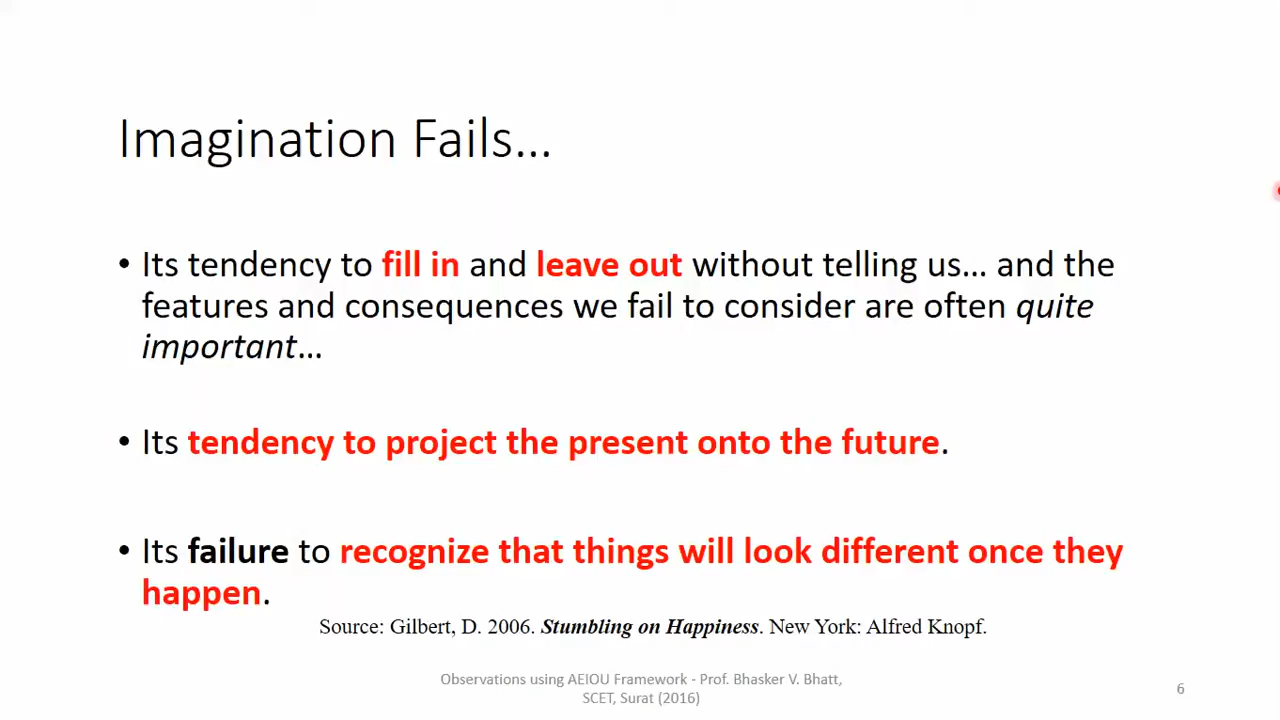 Imagination Fails...
• Its tendency to fill in and leave out without telling us... and the
features and consequences we fail to consider are often quite
important...
• Its tendency to project the present onto the future.
• Its failure to recognize that things will look different once they
happen.
Source: Gilbert, D. 2006. Stumbling on Happiness. New York: Alfred Knopf.
Observations using AEIOU Framework - Prof. Bhasker V. Bhatt,
SCET, Surat (2016)
6